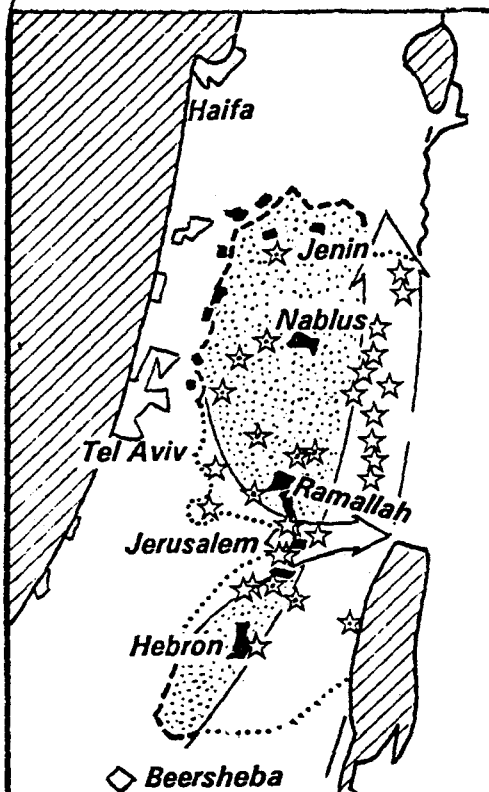 Haifa
Jenin
Nablus
Tel Aviv
Ramallah
Jerusalem
Hebron
Beersheba